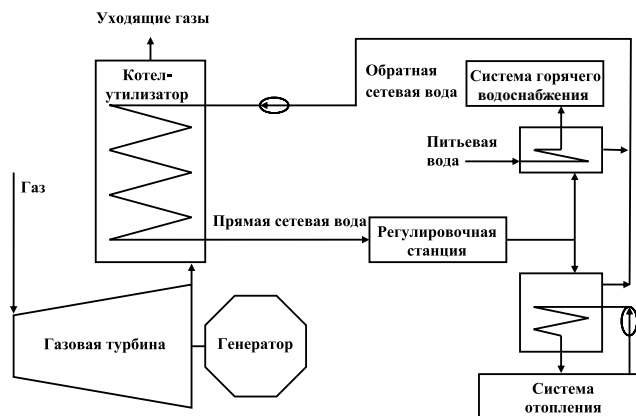 Уходящие газы
Котел-
утилизатор
Обратная
сетевая вода
Система горячего
водоснабжения
Питьевая
вода
Газ
Прямая сетевая вода
Регулировочная
станция
Газовая турбина
Генератор
Система
отопления